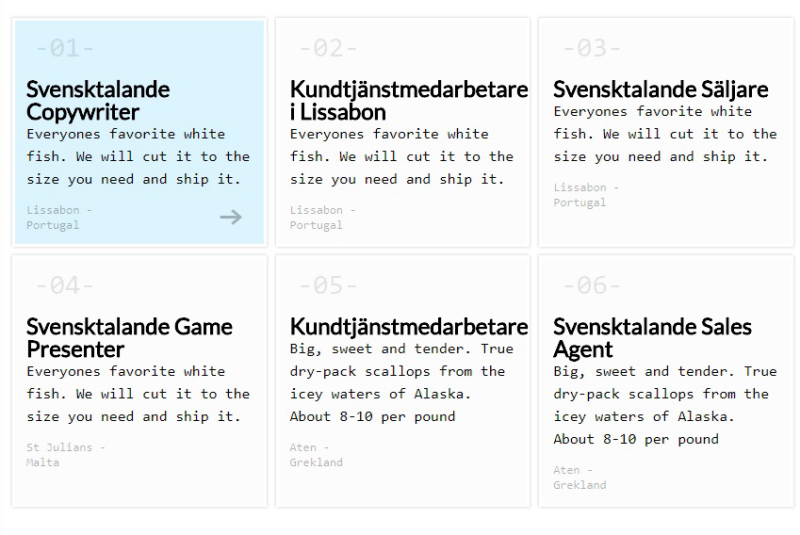 -01-
Svensktalande
Copywriter
Everyones favorite white
fish. We will cut it to the
size you need and ship it.
Lissabon -
Portugal
-02-
Kundtjänstmedarbetare
i Lissabon
Everyones favorite white
fish. We will cut it to the
size you need and ship it.
Lissabon -
Portugal
-03-
Svensktalande Säljare
Everyones favorite white
fish. We will cut it to the
size you need and ship it.
Lissabon -
Portugal
-04-
Svensktalande Game
Presenter
Everyones favorite white
fish. We will cut it to the
size you need and ship it.
St Julians -
Malta
-05-
Kundtjänstmedarbetare
Big, sweet and tender. True
dry-pack scallops from the
icey waters of Alaska.
About 8-10 per pound
Aten -
Grekland
-06-
Svensktalande Sales
Agent
Big, sweet and tender. True
dry-pack scallops from the
icey waters of Alaska.
About 8-10 per pound
Aten -
Grekland